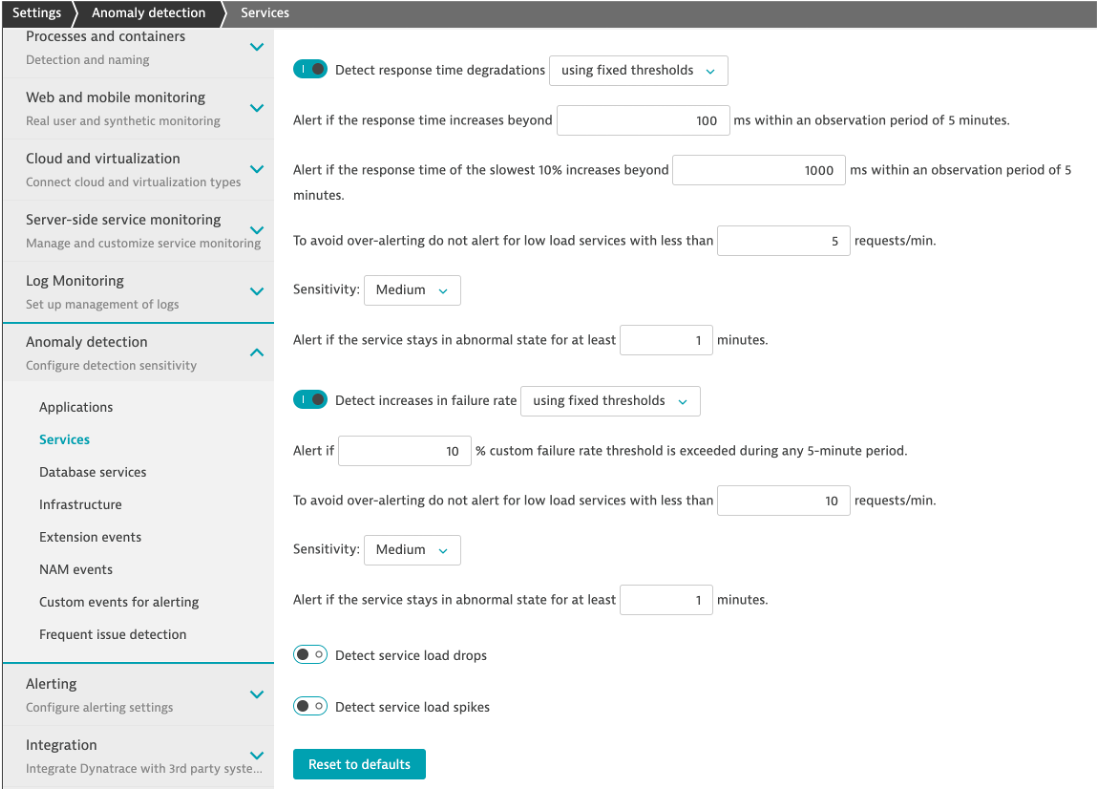 Settings Anomaly detection Services
Processes and containers
Detection and naming
Web and mobile monitoring
Real user and synthetic monitoring
Cloud and virtualization
Connect cloud and virtualization types
Server-side service monitoring
Manage and customize service monitoring
Log Monitoring
Set up management of logs
Anomaly detection
Configure detection sensitivity
Applications
Services
Database services
Infrastructure
Extension events
NAM events
Custom events for alerting
Frequent issue detection
Alerting
Configure alerting settings
Integration
Integrate Dynatrace with 3rd party syste...
Detect response time degradations using fixed thresholds
Alert if the response time increases beyond 100 ms within an observation period of 5 minutes.
Alert if the response time of the slowest 10% increases beyond 1000 ms within an observation period of 5
minutes.
To avoid over-alerting do not alert for low load services with less than 5 requests/min.
Sensitivity: Medium
Alert if the service stays in abnormal state for at least 1 minutes.
Detect increases in failure rate using fixed thresholds
Alert if 10 % custom failure rate threshold is exceeded during any 5-minute period.
To avoid over-alerting do not alert for low load services with less than 10 requests/min.
Sensitivity: Medium
Alert if the service stays in abnormal state for at least 1 minutes.
Detect service load drops
Detect service load spikes
Reset to defaults